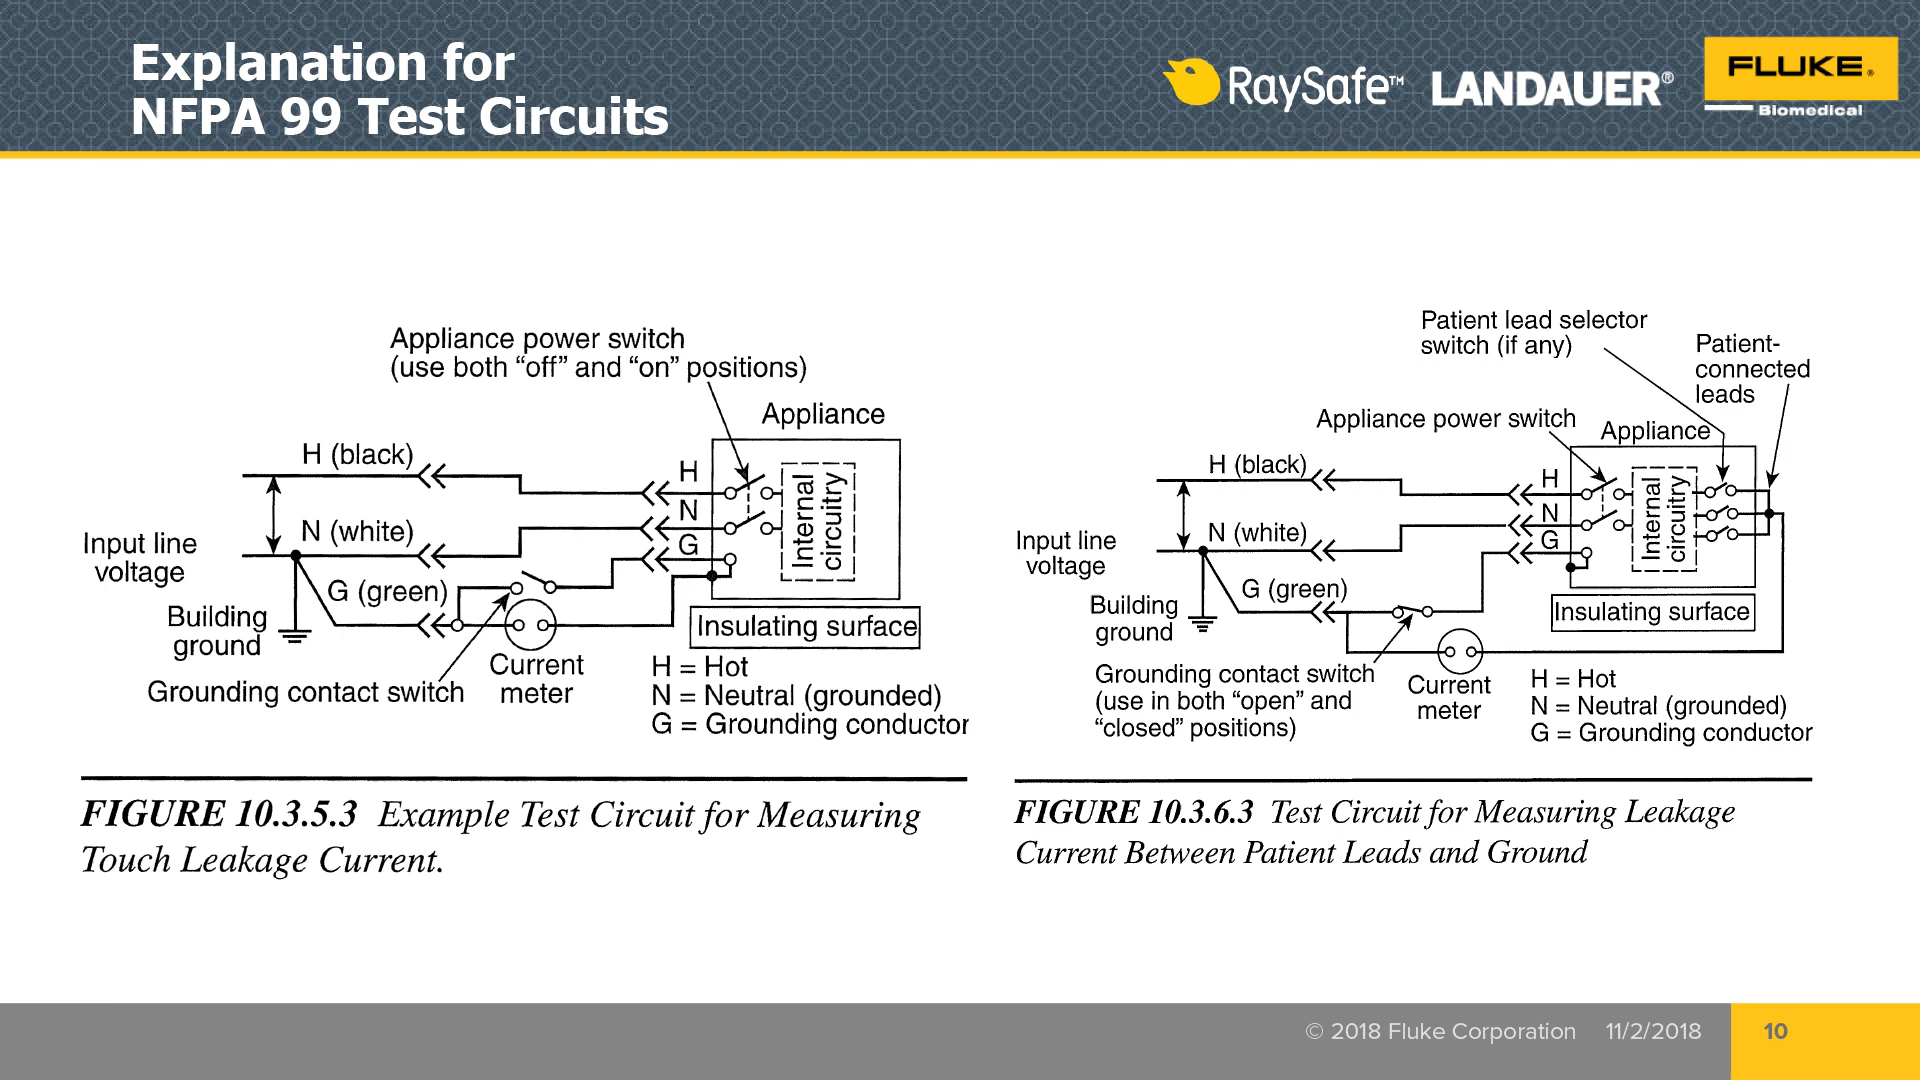 Explanation for
NFPA 99 Test Circuits
RaySafe™ LANDAUER® FLUKE®
Biomedical
Appliance power switch
(use both “off” and “on” positions)
Appliance
H (black)
H
N
Internal
circuitry
N (white)
G
Input line
voltage
G (green)
Building
ground
Insulating surface
Grounding contact switch
Current
meter
H = Hot
N = Neutral (grounded)
G = Grounding conductor
FIGURE 10.3.5.3 Example Test Circuit for Measuring
Touch Leakage Current.
Patient lead selector
switch (if any)
Patient-
connected
leads
Appliance power switch
Appliance
H (black)
H
N
Internal
circuitry
N (white)
G
Input line
voltage
G (green)
Building
ground
Insulating surface
Grounding contact switch
(use in both “open” and
“closed” positions)
Current
meter
H = Hot
N = Neutral (grounded)
G = Grounding conductor
FIGURE 10.3.6.3 Test Circuit for Measuring Leakage
Current Between Patient Leads and Ground
© 2018 Fluke Corporation 11/2/2018 10